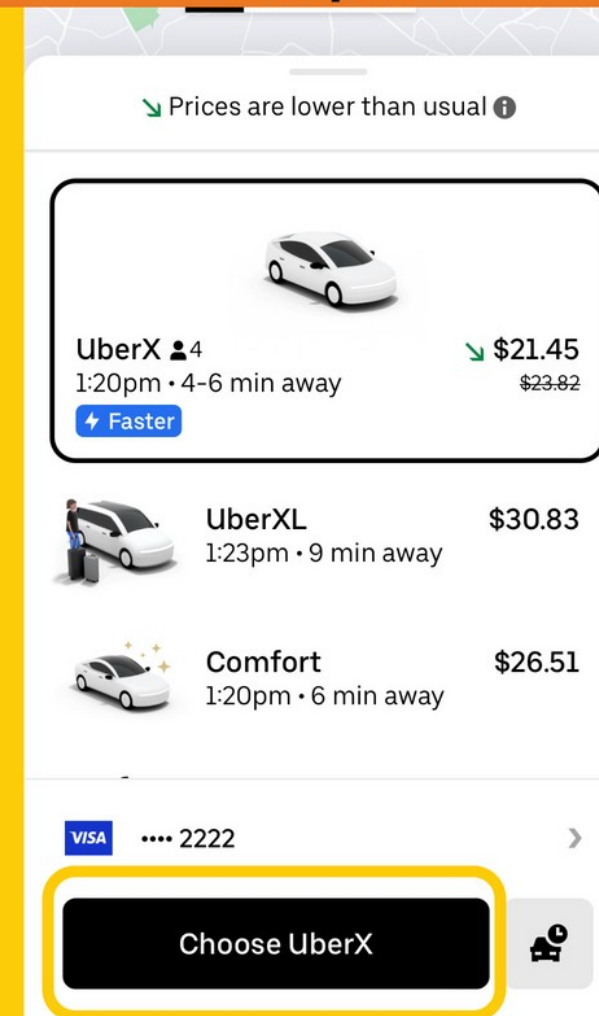 Prices are lower than usual
UberX 4 $21.45
1:20pm • 4-6 min away $23.82
Faster
UberXL $30.83
1:23pm • 9 min away
Comfort $26.51
1:20pm • 6 min away
VISA •••• 2222
Choose UberX